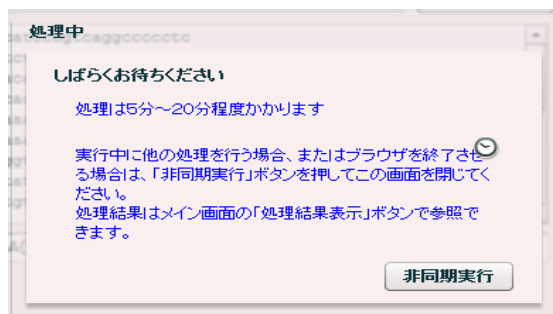 処理中
しばらくお待ちください
処理は5分～20分程度かかります
実行中に他の処理を行う場合、またはブラウザを終了させ
る場合は、「非同期実行」ボタンを押してこの画面を閉じてく
ださい。
処理結果はメイン画面の「処理結果表示」ボタンで参照で
きます。
非同期実行